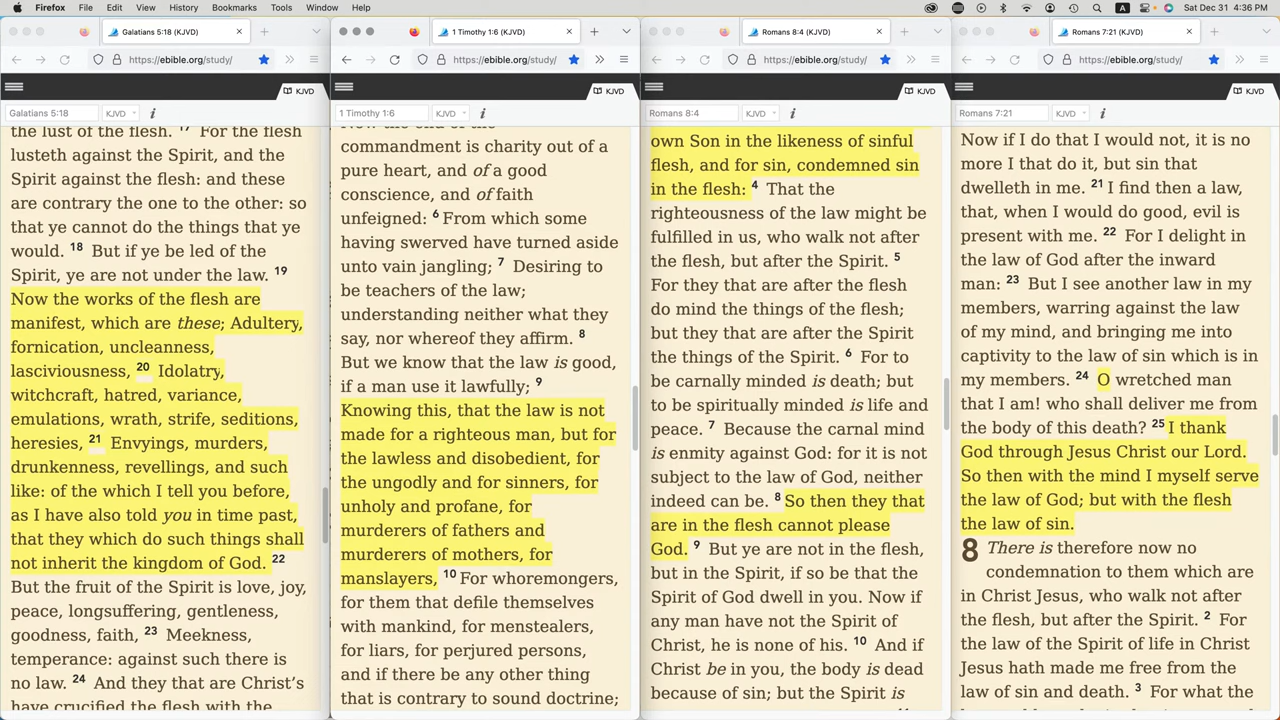 Firefox File Edit View History Bookmarks Tools Window Help
A
Sat Dec 31 4:36 PM
Galatians 5:18 (KJVD)
https://ebible.org/study/
KJVD
Galatians 5:18
KJVD
i
the lust of the flesh. 17 For the flesh
lusteth against the Spirit, and the
Spirit against the flesh: and these
are contrary the one to the other: so
that ye cannot do the things that ye
would. 18 But if ye be led of the
Spirit, ye are not under the law. 19
Now the works of the flesh are
manifest, which are these; Adultery,
fornication, uncleanness,
lasciviousness, 20 Idolatry,
witchcraft, hatred, variance,
emulations, wrath, strife, seditions,
heresies, 21 Envyings, murders,
drunkenness, revellings, and such
like: of the which I tell you before,
as I have also told you in time past,
that they which do such things shall
not inherit the kingdom of God. 22
But the fruit of the Spirit is love, joy,
peace, longsuffering, gentleness,
goodness, faith, 23 Meekness,
temperance: against such there is
no law. 24 And they that are Christ's
have crucified the flesh with the
1 Timothy 1:6 (KJVD)
https://ebible.org/study/
KJVD
1 Timothy 1:6
KJVD
i
Now the end of the
commandment is charity out of a
pure heart, and of a good
conscience, and of faith
unfeigned: 6 From which some
having swerved have turned aside
unto vain jangling; 7 Desiring to
be teachers of the law;
understanding neither what they
say, nor whereof they affirm. 8
But we know that the law is good,
if a man use it lawfully; 9
Knowing this, that the law is not
made for a righteous man, but for
the lawless and disobedient, for
the ungodly and for sinners, for
unholy and profane, for
murderers of fathers and
murderers of mothers, for
manslayers, 10 For whoremongers,
for them that defile themselves
with mankind, for menstealers,
for liars, for perjured persons,
and if there be any other thing
that is contrary to sound doctrine;
Romans 8:4 (KJVD)
https://ebible.org/study/
KJVD
Romans 8:4
KJVD
i
own Son in the likeness of sinful
flesh, and for sin, condemned sin
in the flesh: 4 That the
righteousness of the law might be
fulfilled in us, who walk not after
the flesh, but after the Spirit. 5
For they that are after the flesh
do mind the things of the flesh;
but they that are after the Spirit
the things of the Spirit. 6 For to
be carnally minded is death; but
to be spiritually minded is life and
peace. 7 Because the carnal mind
is enmity against God: for it is not
subject to the law of God, neither
indeed can be. 8 So then they that
are in the flesh cannot please
God. 9 But ye are not in the flesh,
but in the Spirit, if so be that the
Spirit of God dwell in you. Now if
any man have not the Spirit of
Christ, he is none of his. 10 And if
Christ be in you, the body is dead
because of sin; but the Spirit is
Romans 7:21 (KJVD)
https://ebible.org/study/
KJVD
Romans 7:21
KJVD
i
Now if I do that I would not, it is no
more I that do it, but sin that
dwelleth in me. 21 I find then a law,
that, when I would do good, evil is
present with me. 22 For I delight in
the law of God after the inward
man: 23 But I see another law in my
members, warring against the law
of my mind, and bringing me into
captivity to the law of sin which is in
my members. 24 O wretched man
that I am! who shall deliver me from
the body of this death? 25 I thank
God through Jesus Christ our Lord.
So then with the mind I myself serve
the law of God; but with the flesh
the law of sin.
8 There is therefore now no
condemnation to them which are
in Christ Jesus, who walk not after
the flesh, but after the Spirit. 2 For
the law of the Spirit of life in Christ
Jesus hath made me free from the
law of sin and death. 3 For what the